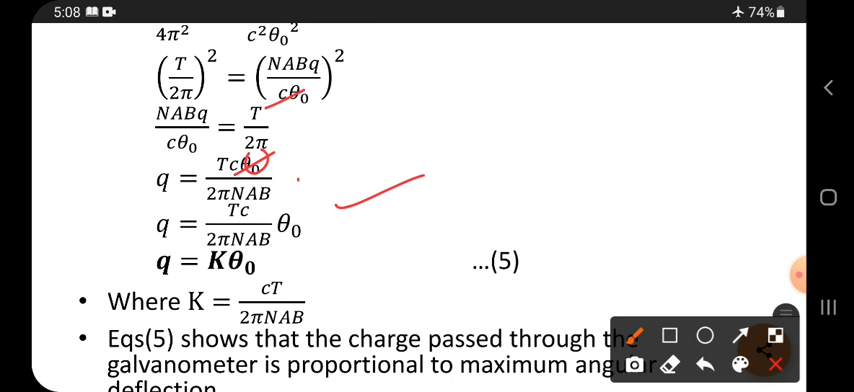 5:08 74%
4π² c²θ₀²
(T/2π)² = (NABq/cθ₀)²
NABq/cθ₀ = T/2π
q = Tcθ₀/2πNAB
q = Tc/2πNAB θ₀
q = Kθ₀ ...(5)
• Where K = cT/2πNAB
• Eqs(5) shows that the charge passed through the
galvanometer is proportional to maximum angular
deflection